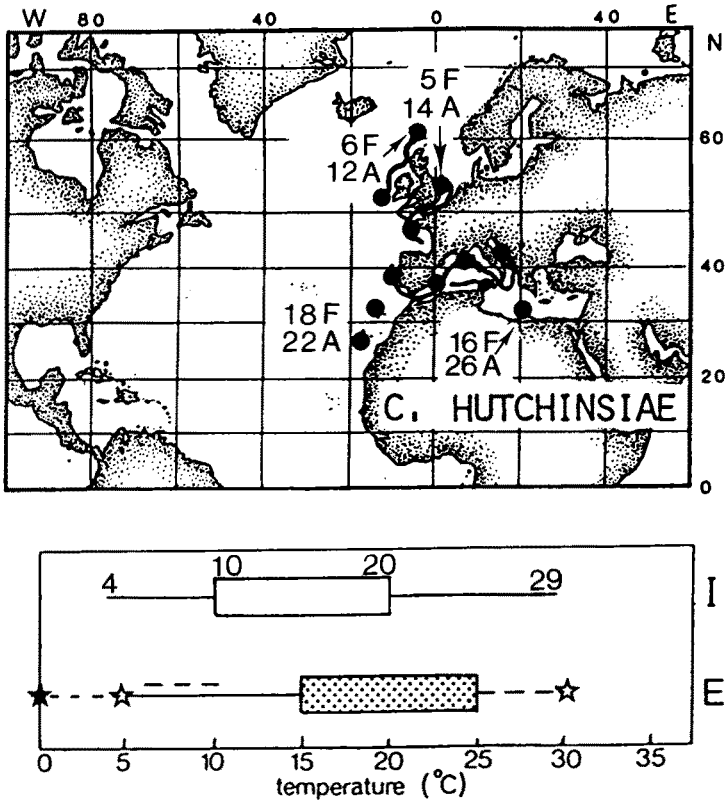 W 80 40 0 40 E
N
5 F
14 A
6 F
12 A
60
40
18 F
22 A
16 F
26 A
20
C. HUTCHINSIAE
0
4 10 20 29 I
E
0 5 10 15 20 25 30 35
temperature (°C)